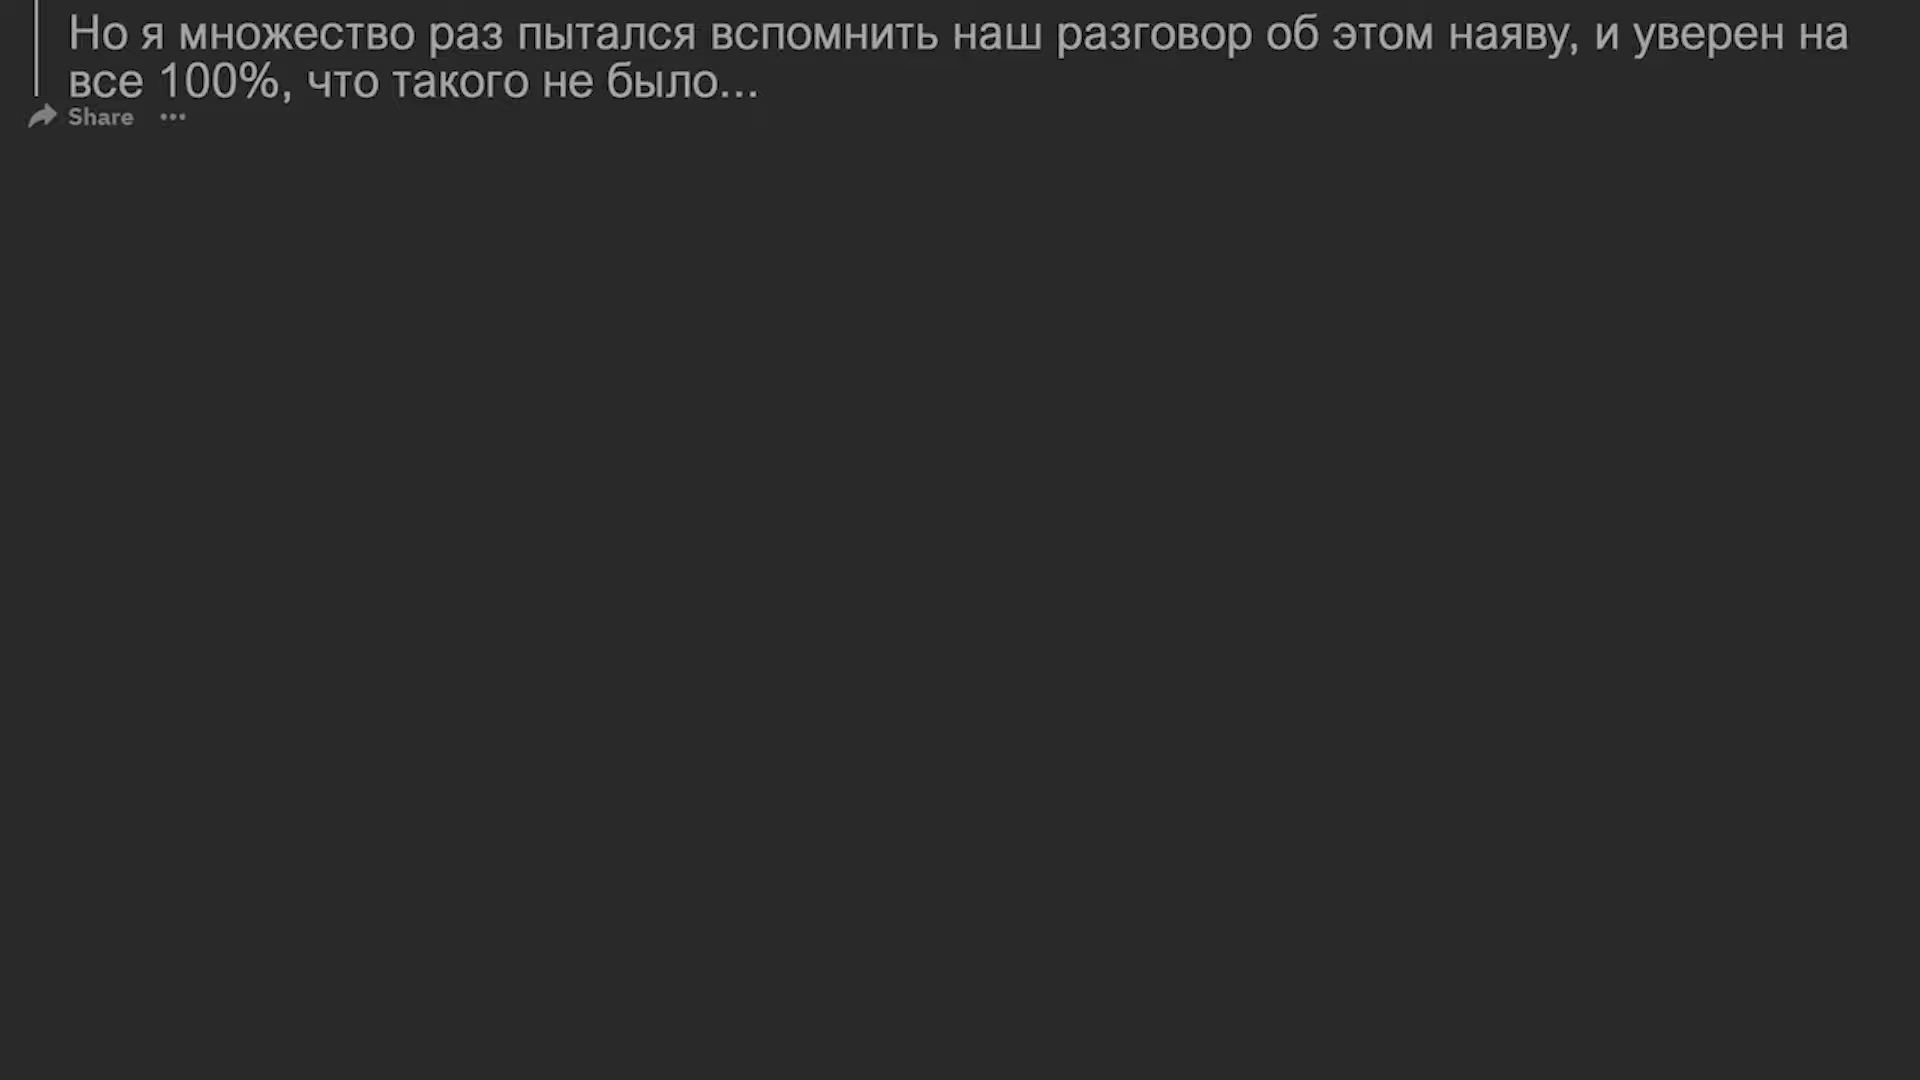 Но я множество раз пытался вспомнить наш разговор об этом наяву, и уверен на
все 100%, что такого не было...
Share ...